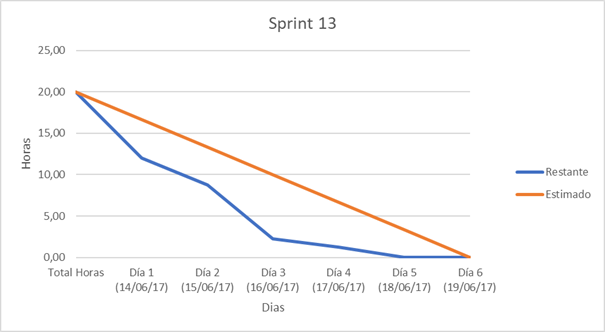 Sprint 13
25,00
20,00
15,00
10,00
5,00
0,00
Horas
Total Horas
Día 1
(14/06/17)
Día 2
(15/06/17)
Día 3
(16/06/17)
Día 4
(17/06/17)
Día 5
(18/06/17)
Día 6
(19/06/17)
Dias
Restante
Estimado